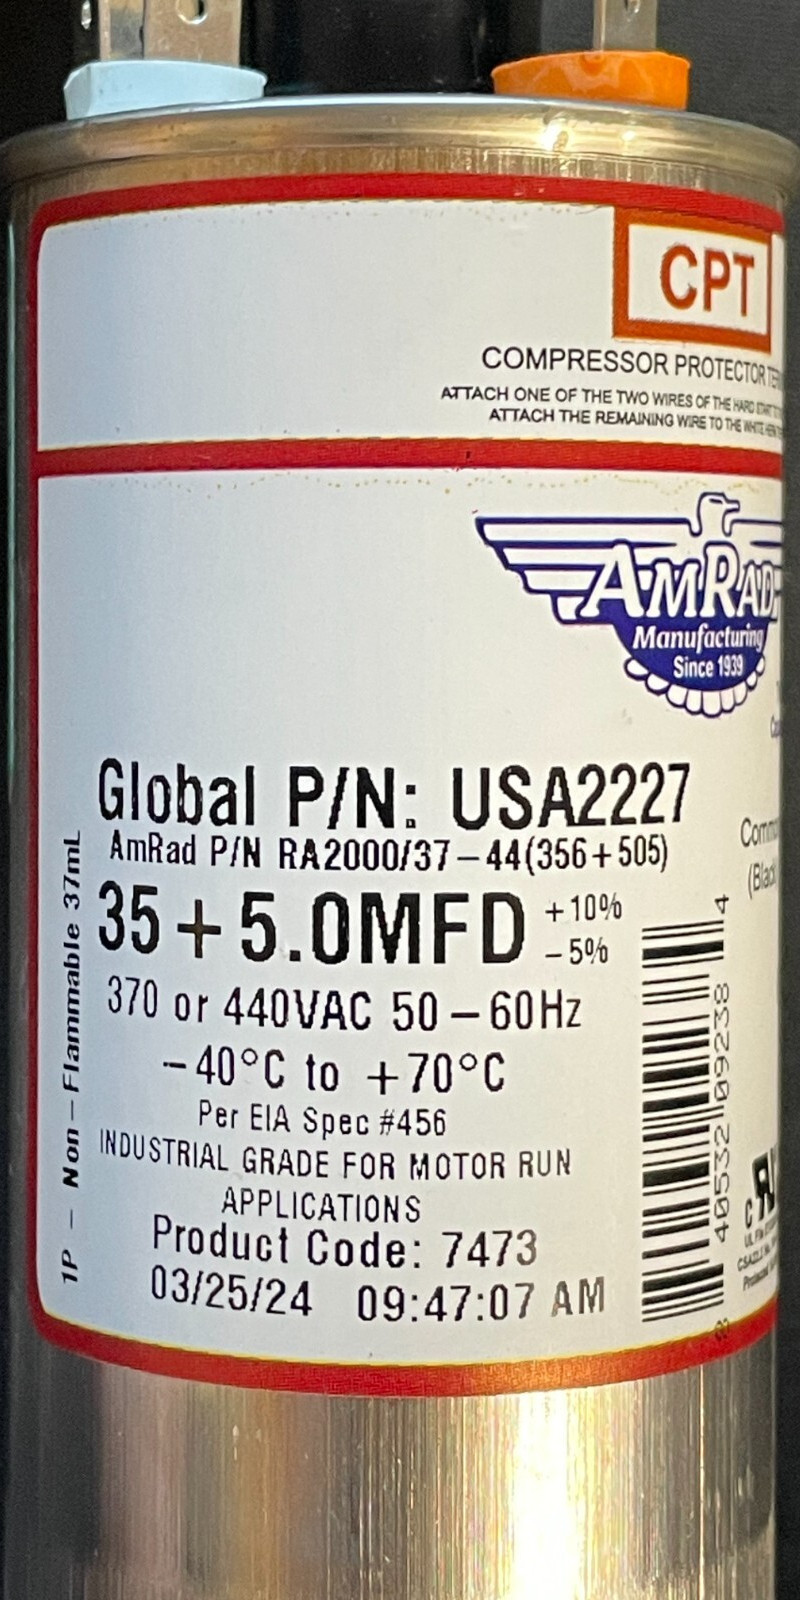 CPT
COMPRESSOR PROTECTOR
ATTACH ONE OF THE TWO WIRES OF THE HARD START
ATTACH THE REMAINING WIRE TO THE WHITE
AMRAD
Manufacturing
Since 1939
Global P/N: USA2227
AmRad P/N RA2000/37-44(356+505)
35+5.0MFD +10% -5%
370 or 440VAC 50-60Hz
-40°C to +70°C
Per EIA Spec #456
INDUSTRIAL GRADE FOR MOTOR RUN
APPLICATIONS
Product Code: 7473
03/25/24 09:47:07 AM
1P - Non-Flammable 37mL
40532 09238 4